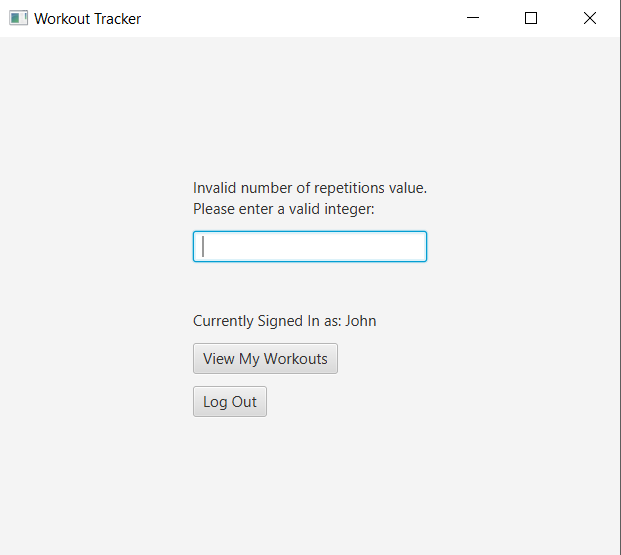 Workout Tracker
Invalid number of repetitions value.
Please enter a valid integer:
Currently Signed In as: John
View My Workouts
Log Out